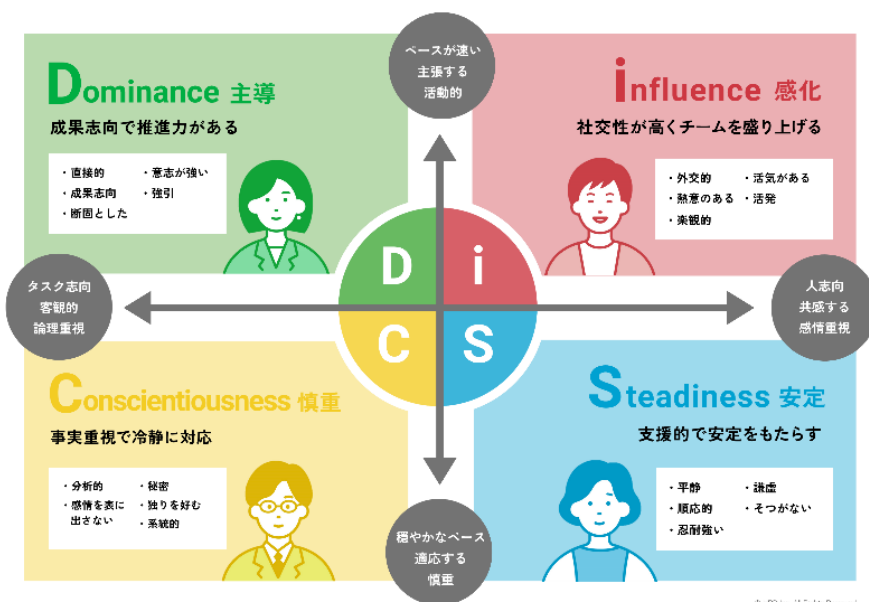 ペースが速い
主張する
活動的
Dominance 主導
成果志向で推進力がある
・直接的 ・意志が強い
・成果志向 ・強引
・断固とした
influence 感化
社交性が高くチームを盛り上げる
・外交的 ・活気がある
・熱意のある ・活発
・楽観的
タスク志向
客観的
論理重視
D i
C S
人志向
共感する
感情重視
Conscientiousness 慎重
事実重視で冷静に対応
・分析的 ・秘密
・感情を表に ・独りを好む
出さない ・系統的
Steadiness 安定
支援的で安定をもたらす
・平静 ・謙虚
・順応的 ・そつがない
・忍耐強い
穏やかなペース
適応する
慎重